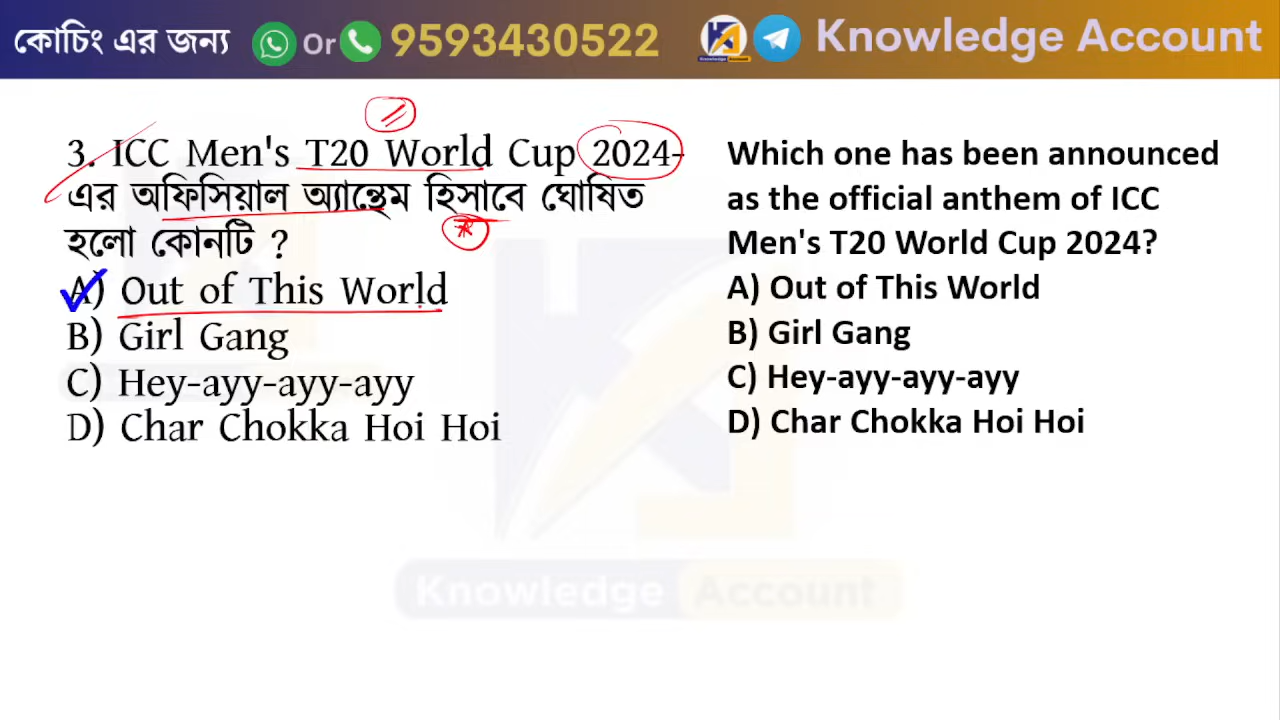 কোচিং এর জন্য Or 9593430522 Knowledge Account
3. ICC Men's T20 World Cup 2024-
এর অফিসিয়াল অ্যান্থেম হিসাবে ঘোষিত
হলো কোনটি ?
A) Out of This World
B) Girl Gang
C) Hey-ayy-ayy-ayy
D) Char Chokka Hoi Hoi
Which one has been announced
as the official anthem of ICC
Men's T20 World Cup 2024?
A) Out of This World
B) Girl Gang
C) Hey-ayy-ayy-ayy
D) Char Chokka Hoi Hoi
Knowledge Account